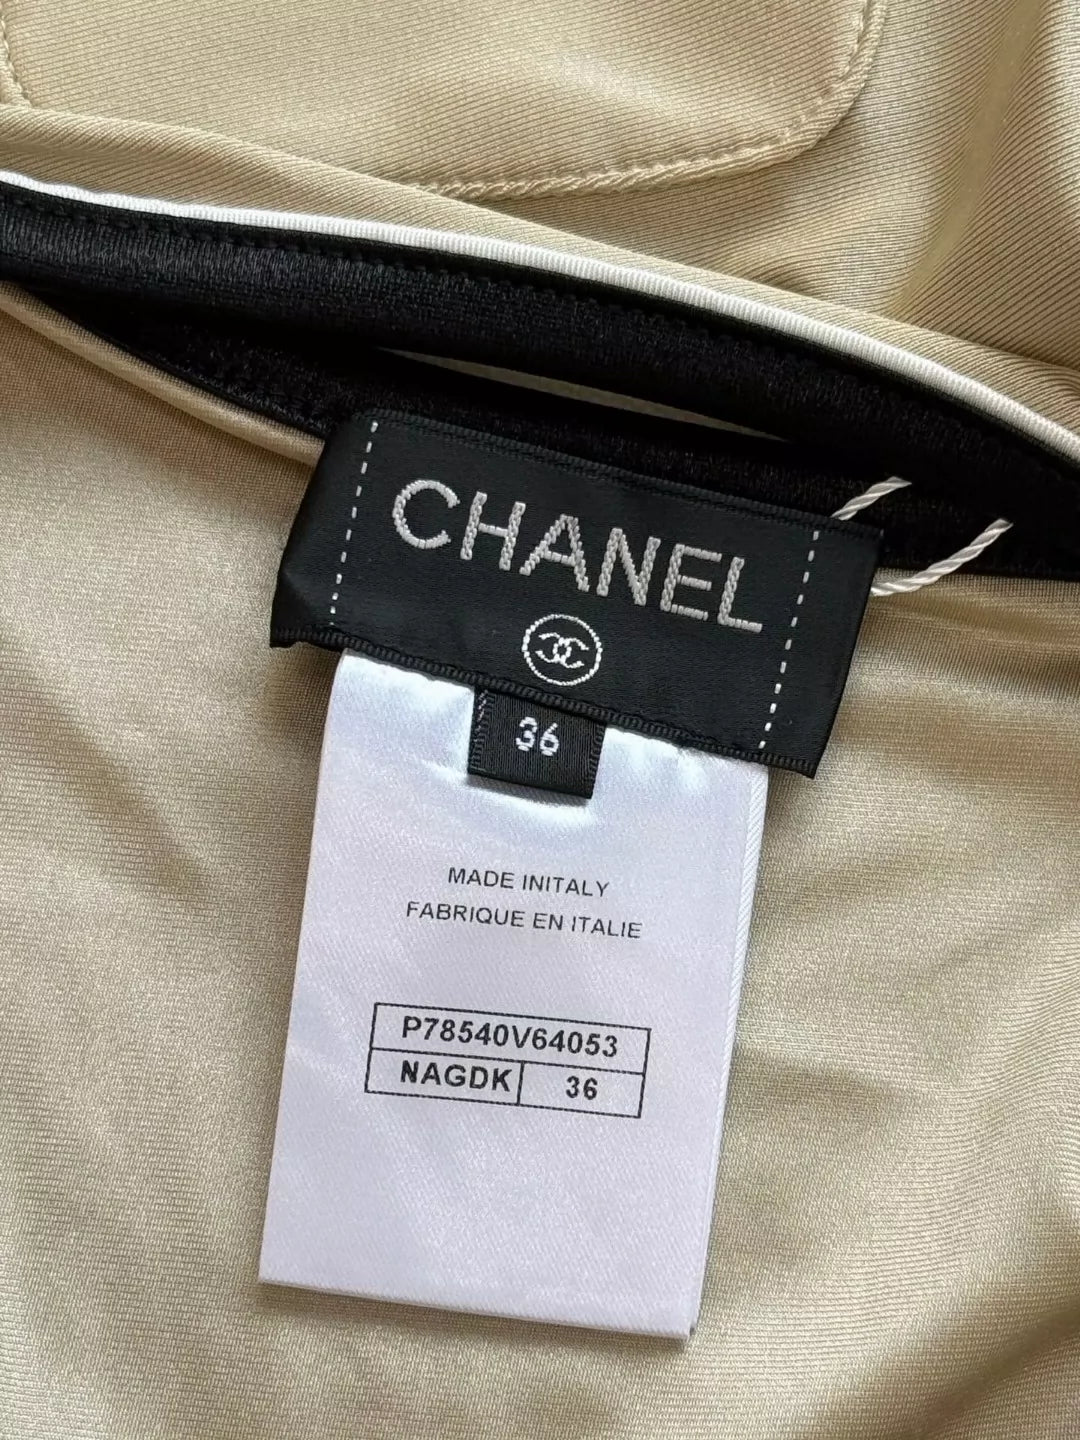 CHANEL
36
MADE INITALY
FABRIQUE EN ITALIE
P78540V64053
NAGDK 36